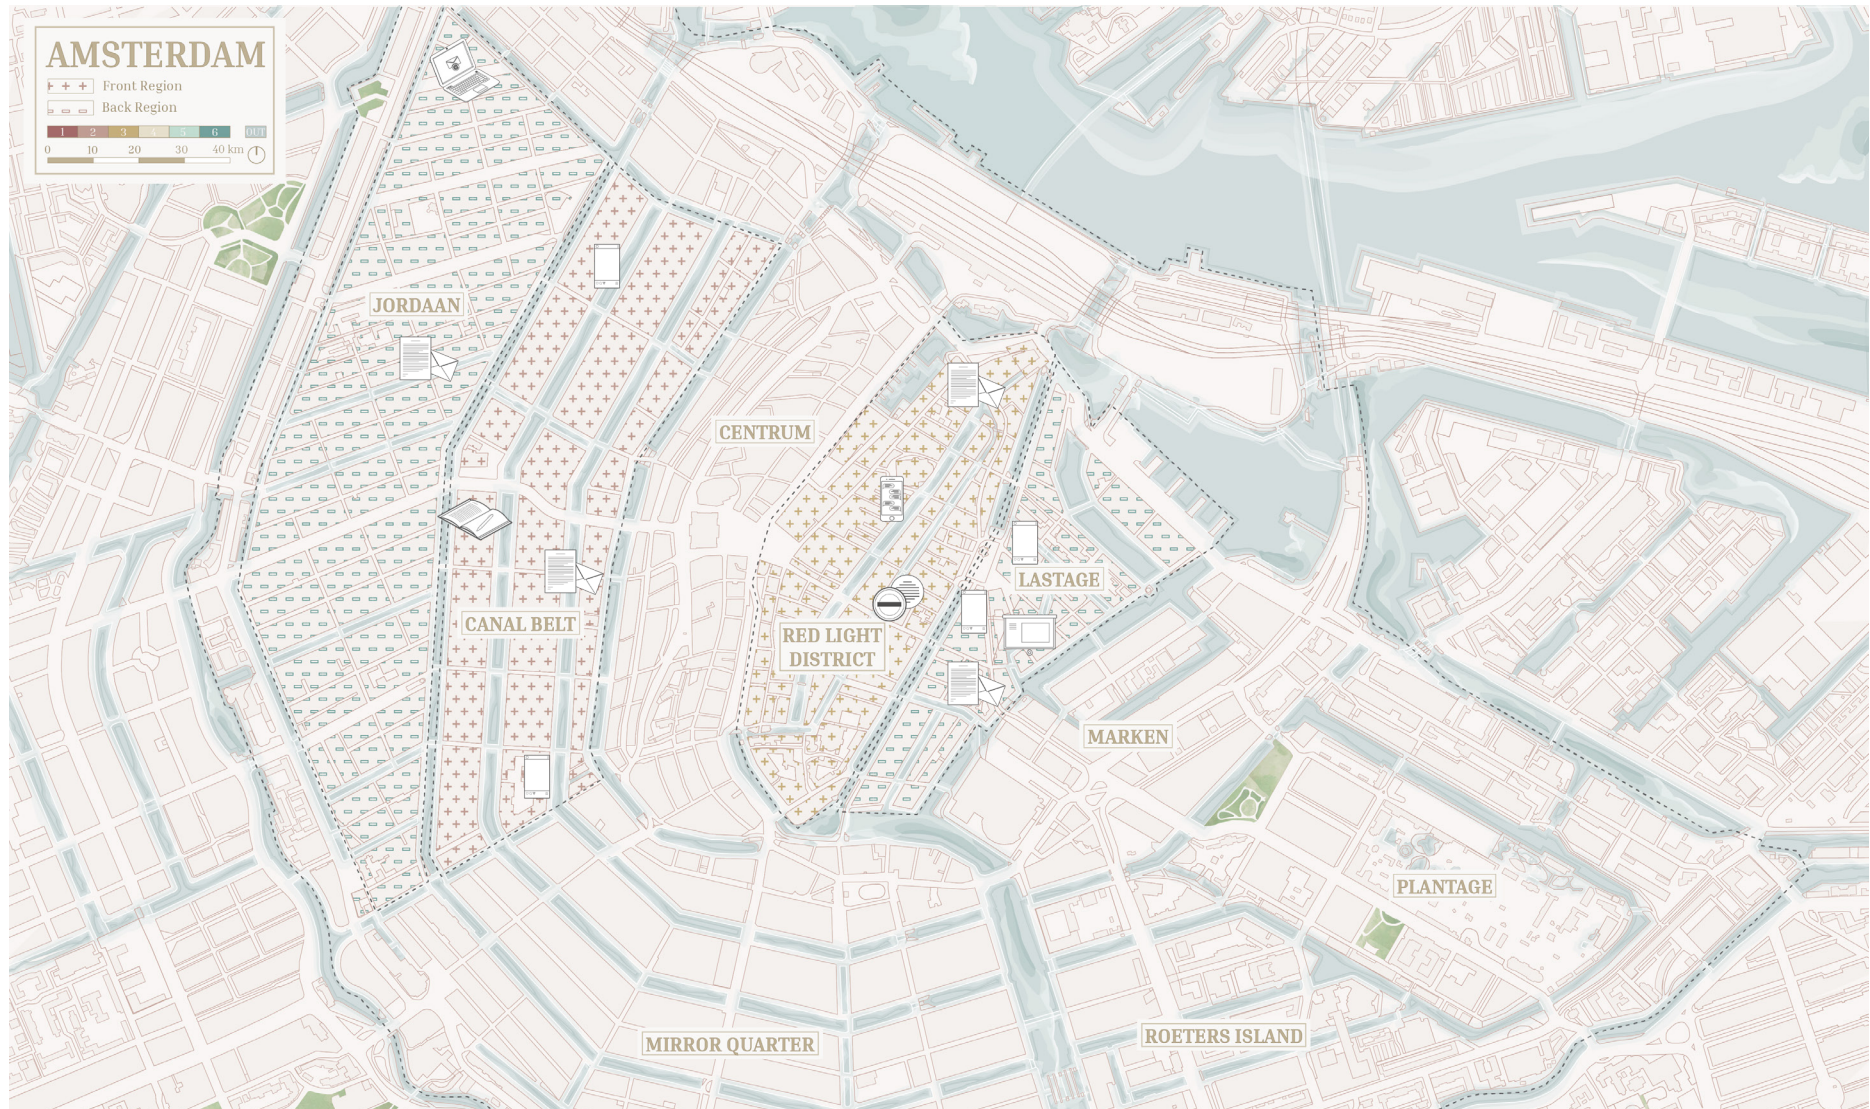 AMSTERDAM
Front Region
Back Region
1 2 3 4 5 6 OUT
0 10 20 30 40 km
JORDAAN
CENTRUM
LASTAGE
CANAL BELT
RED LIGHT
DISTRICT
MARKEN
PLANTAGE
ROETERS ISLAND
MIRROR QUARTER